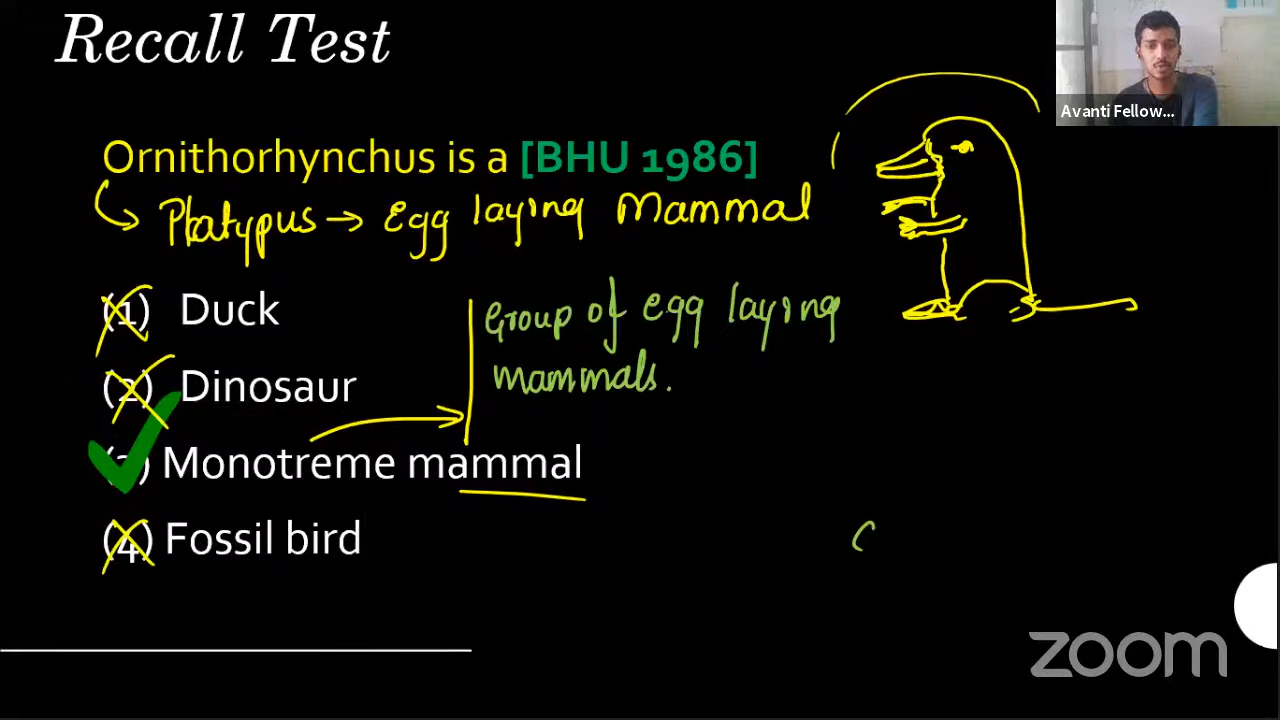 Recall Test
Avanti Fellow...
Ornithorhynchus is a [BHU 1986]
Platypus → Egg laying Mammal
(1) Duck
Group of egg laying
mammals.
(2) Dinosaur
(3) Monotreme mammal
(4) Fossil bird
zoom